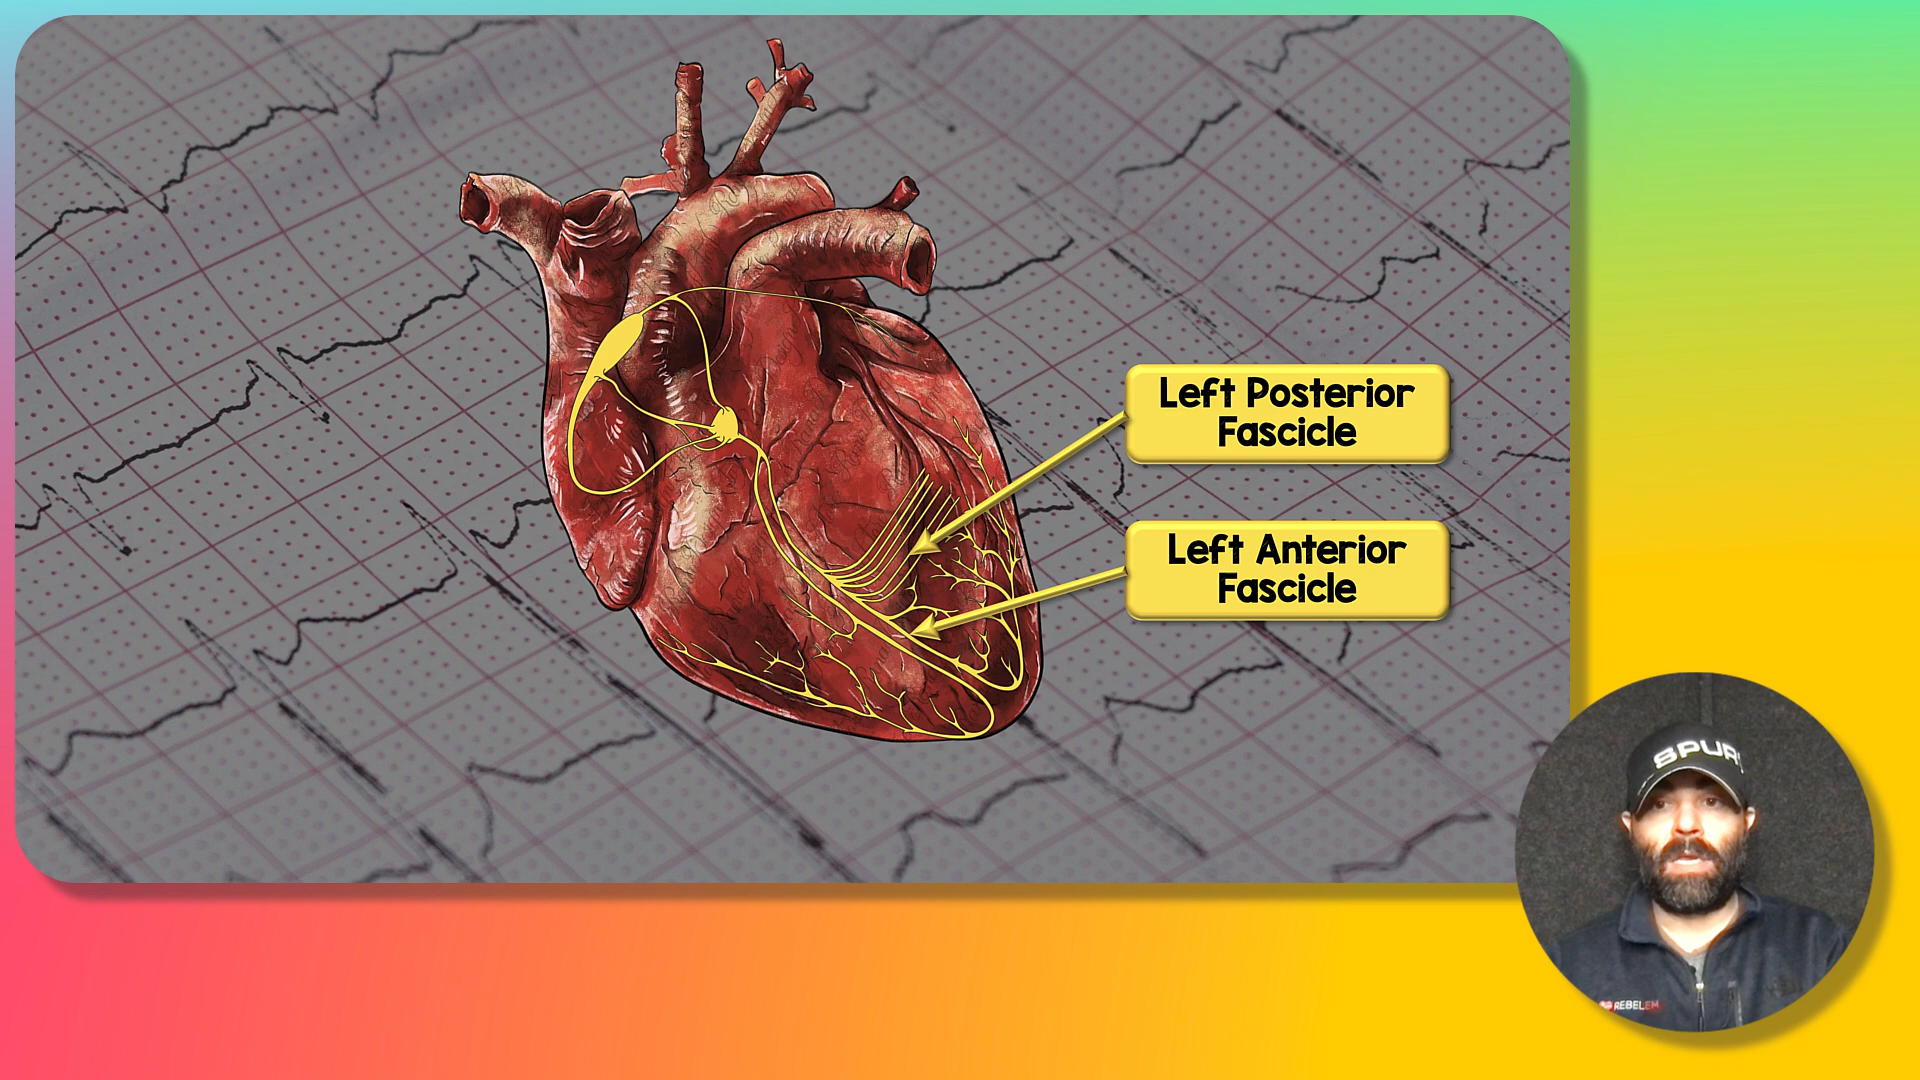 Left Posterior
Fascicle
Left Anterior
Fascicle
SPUR
REBELEM